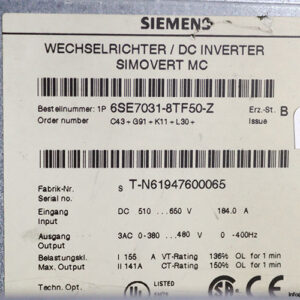 SIEMENS
WECHSELRICHTER / DC INVERTER
SIMOVERT MC
Bestellnummer: 1P 6SE7031-8TF50-Z Erz.-St. B
Order number C43+G91+K11+L30+ Issue
Fabrik-Nr. S T-N61947600065
Serial no.
Eingang DC 510 ... 650 V 184.0 A
Input
Ausgang 3AC 0-380 ... 480 V 0 -400Hz
Output
Belastungskl. I 155 A VT-Rating 136% OL for 1 min
Output II 141A CT-Rating 150% OL for 1 min
UL LISTED CE